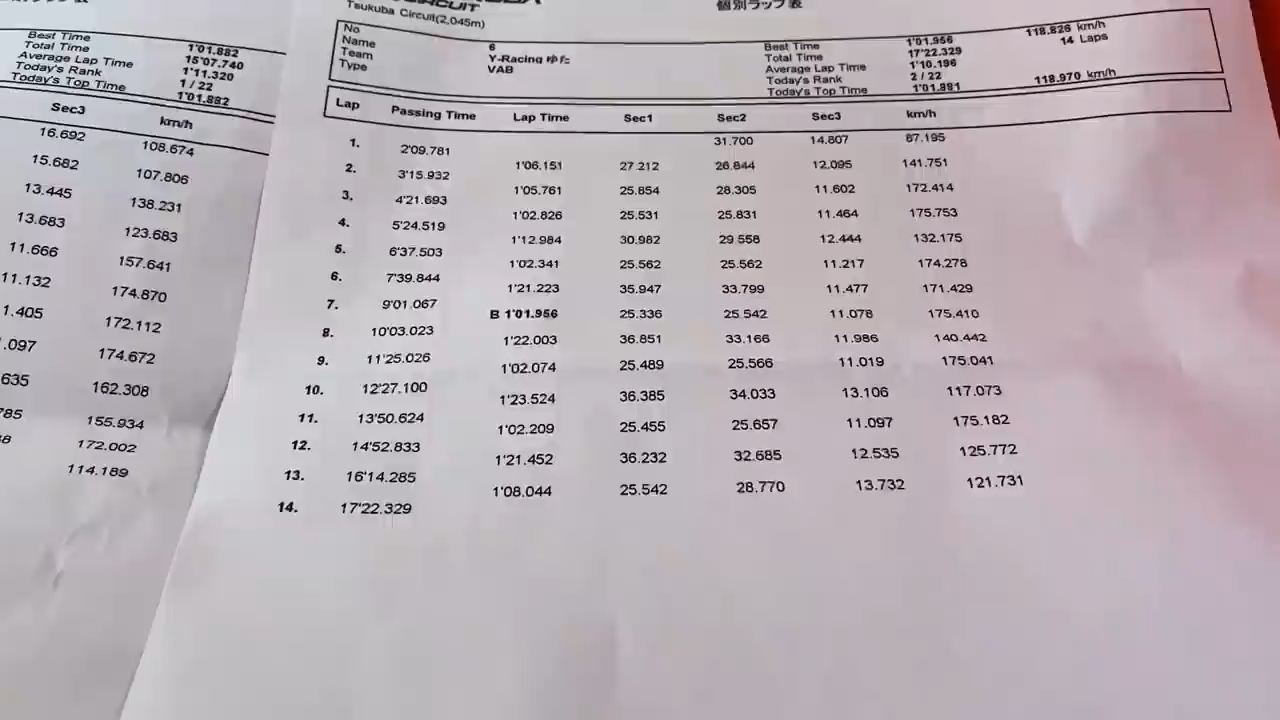 Best Time 1'01.882
Total Time 15'07.740
Average Lap Time 1'11.320
Today's Rank 1 / 22
Today's Top Time 1'01.882
Sec3 km/h
16.692 108.674
15.682 107.806
13.445 138.231
13.683 123.683
11.666 157.641
11.132 174.870
1.405 172.112
.097 174.672
635 162.308
785 155.934
172.002
114.189
CIRCUIT
個別ラップ表
Tsukuba Circuit(2,045m)
No 6 Best Time 1'01.956 118.826 km/h
Name Y-Racing ゆた Total Time 17'22.329 14 Laps
Team VAB Average Lap Time 1'10.196
Type Today's Rank 2 / 22
Today's Top Time 1'01.881 118.970 km/h
Lap Passing Time Lap Time Sec1 Sec2 Sec3 km/h
1. 2'09.781 31.700 14.807 87.195
2. 3'15.932 1'06.151 27.212 26.844 12.095 141.751
3. 4'21.693 1'05.761 25.854 28.305 11.602 172.414
4. 5'24.519 1'02.826 25.531 25.831 11.464 175.753
5. 6'37.503 1'12.984 30.982 29.558 12.444 132.175
6. 7'39.844 1'02.341 25.562 25.562 11.217 174.278
7. 9'01.067 1'21.223 35.947 33.799 11.477 171.429
8. 10'03.023 B 1'01.956 25.336 25.542 11.078 175.410
9. 11'25.026 1'22.003 36.851 33.166 11.986 140.442
10. 12'27.100 1'02.074 25.489 25.566 11.019 175.041
11. 13'50.624 1'23.524 36.385 34.033 13.106 117.073
12. 14'52.833 1'02.209 25.455 25.657 11.097 175.182
13. 16'14.285 1'21.452 36.232 32.685 12.535 125.772
14. 17'22.329 1'08.044 25.542 28.770 13.732 121.731